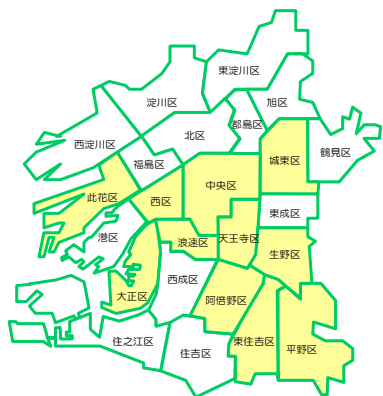 東淀川区
淀川区
旭区
都島区
北区
西淀川区
鶴見区
城東区
福島区
中央区
此花区
西区
東成区
港区
天王寺区
浪速区
生野区
西成区
大正区
阿倍野区
住之江区
東住吉区
平野区
住吉区